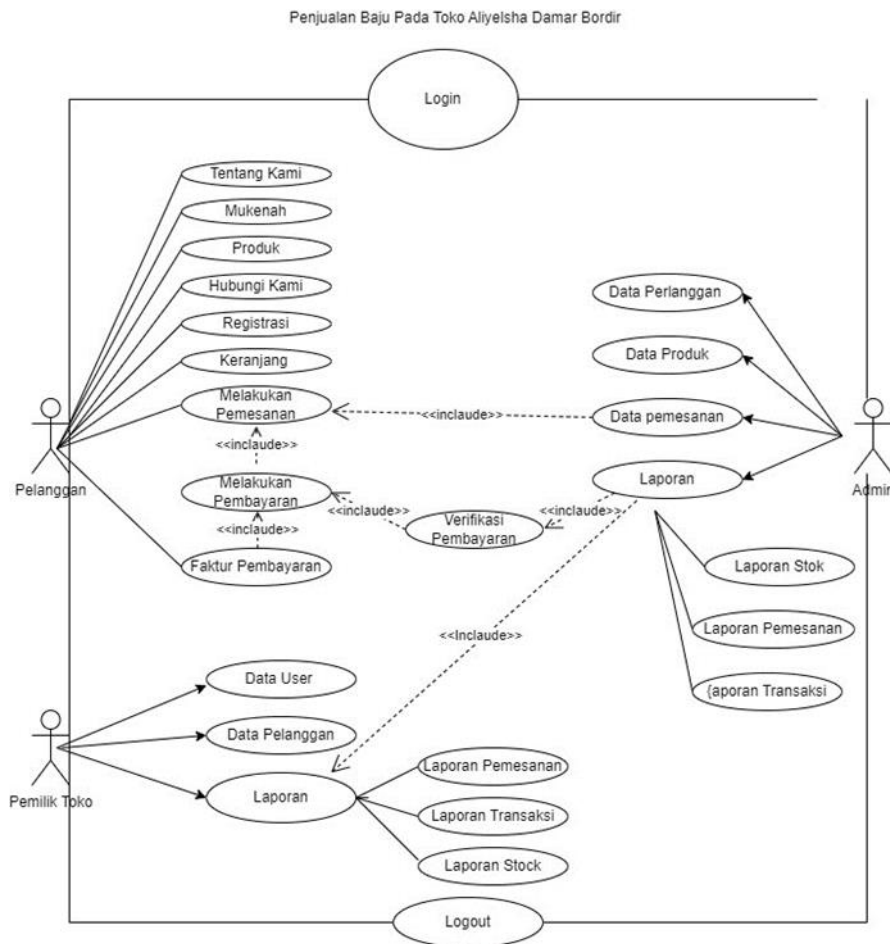 Penjualan Baju Pada Toko Aliyelsha Damar Bordir
Login
Tentang Kami
Mukenah
Produk
Hubungi Kami
Registrasi
Keranjang
Melakukan
Pemesanan
<<inclaude>>
Melakukan
Pembayaran
<<inclaude>>
Faktur Pembayaran
Pelanggan
<<inclaude>>
Data Perlanggan
Data Produk
Data pemesanan
Laporan
Admin
<<inclaude>>
Verifikasi
Pembayaran
<<inclaude>>
Laporan Stok
Laporan Pemesanan
{aporan Transaksi
<<Inclaude>>
Data User
Data Pelanggan
Laporan
Pemilik Toko
Laporan Pemesanan
Laporan Transaksi
Laporan Stock
Logout